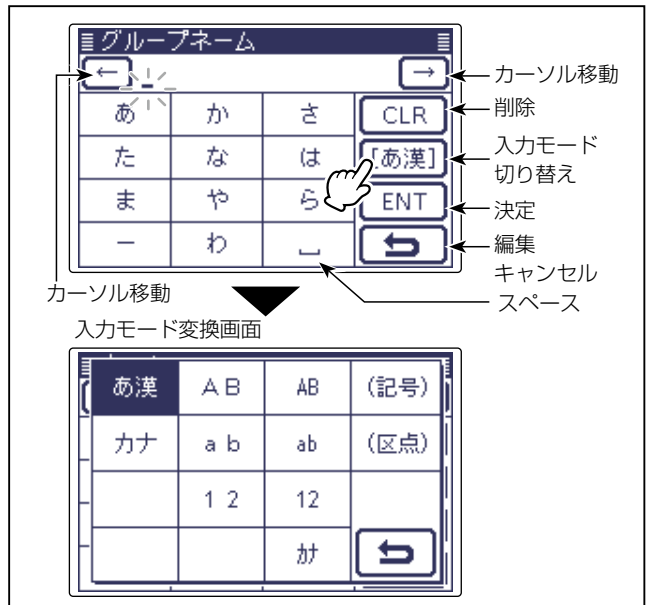 グループネーム
← →
カーソル移動
あ か さ CLR
削除
た な は [あ漢]
入力モード
切り替え
ま や ら ENT
決定
ー わ ␣
編集
キャンセル
カーソル移動
スペース
入力モード変換画面
あ漢 AB AB (記号)
カナ ab ab (区点)
12 12
カナ